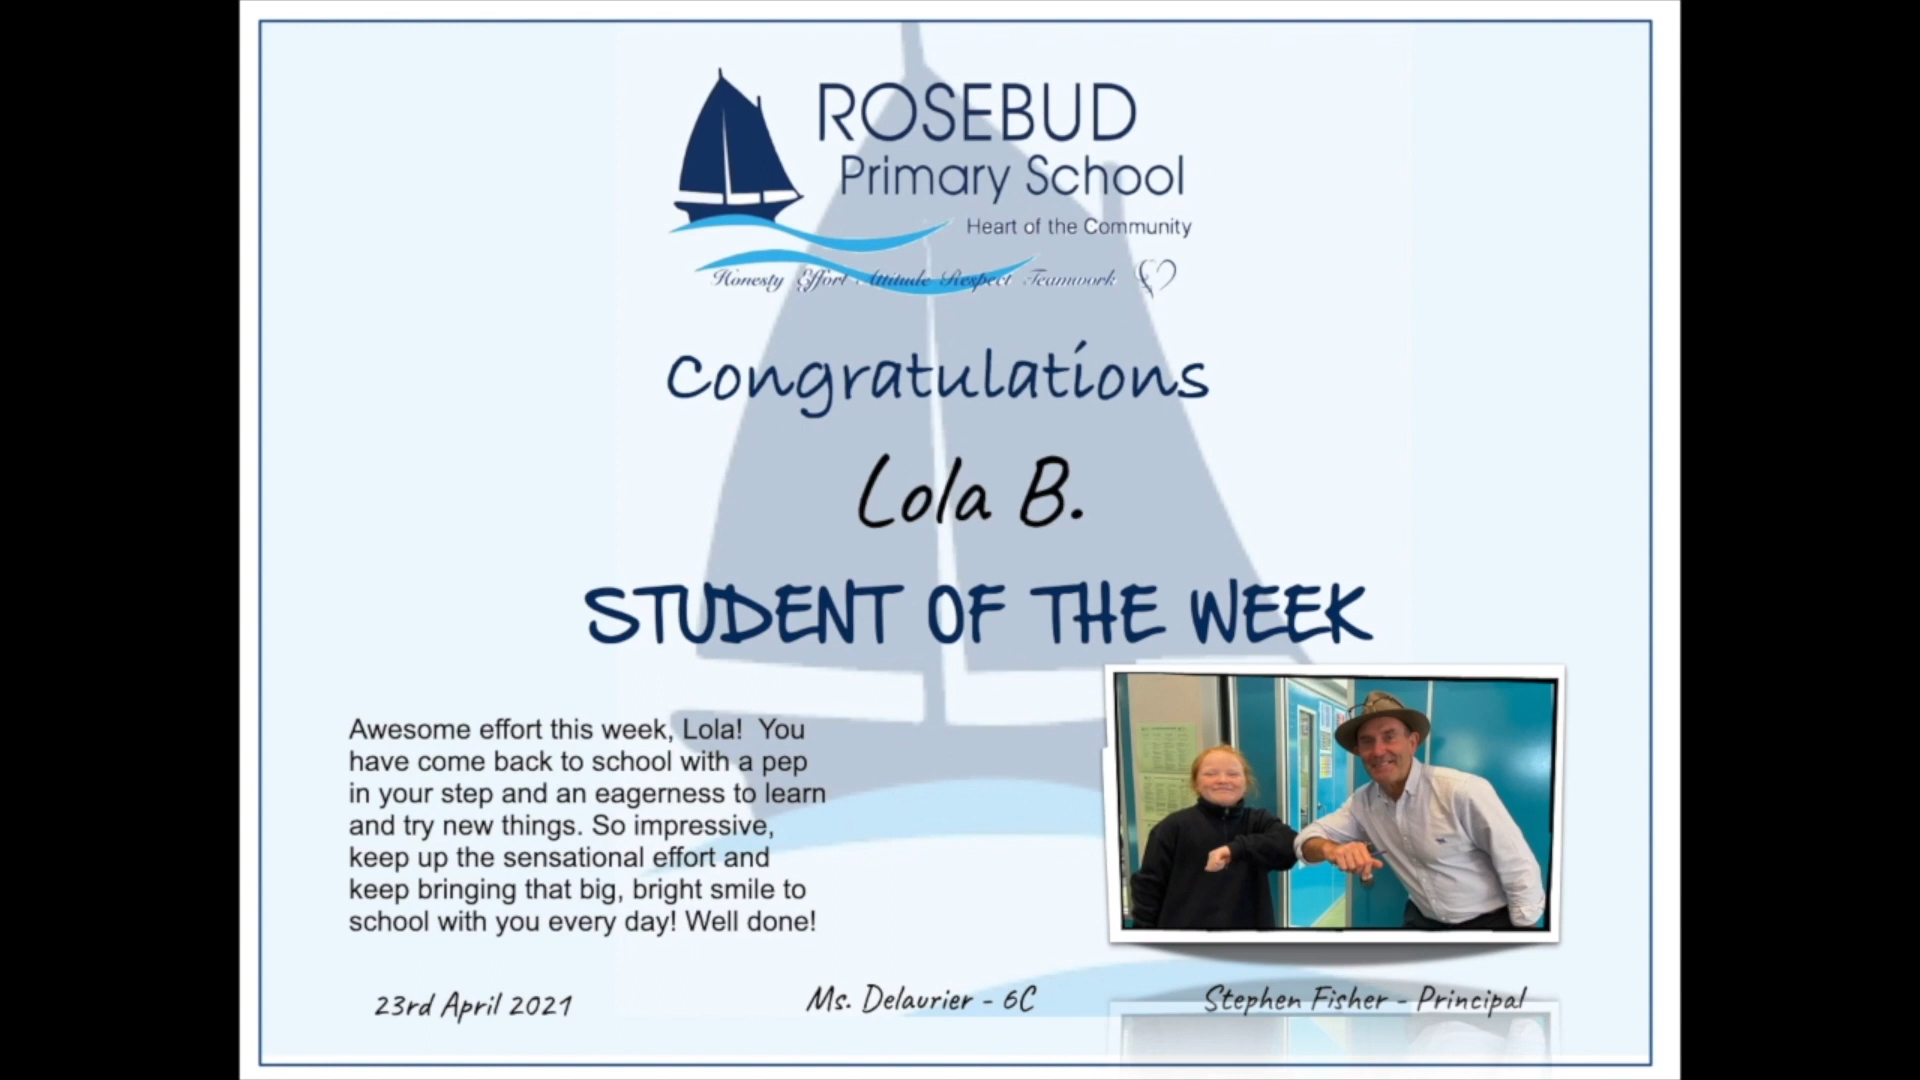 ROSEBUD
Primary School
Heart of the Community
Honesty Effort Attitude Respect Teamwork
Congratulations
Lola B.
STUDENT OF THE WEEK
Awesome effort this week, Lola!  You
have come back to school with a pep
in your step and an eagerness to learn
and try new things. So impressive,
keep up the sensational effort and
keep bringing that big, bright smile to
school with you every day! Well done!
23rd April 2021
Ms. Delaurier - 6C
Stephen Fisher - Principal